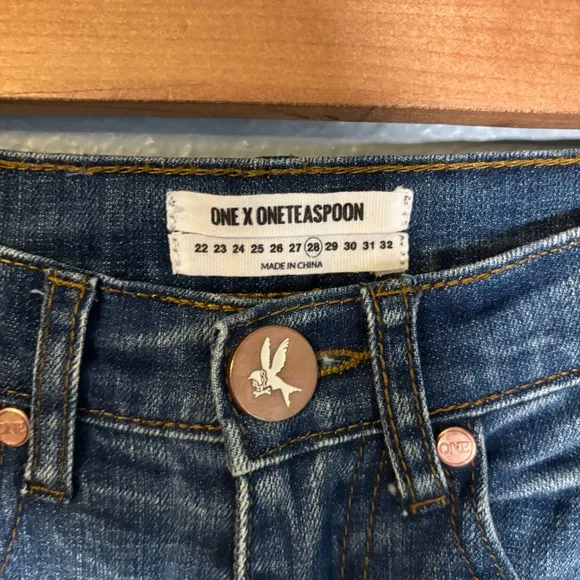 ONE X ONETEASPOON
22 23 24 25 26 27 28 29 30 31 32
MADE IN CHINA
ONE
ONE